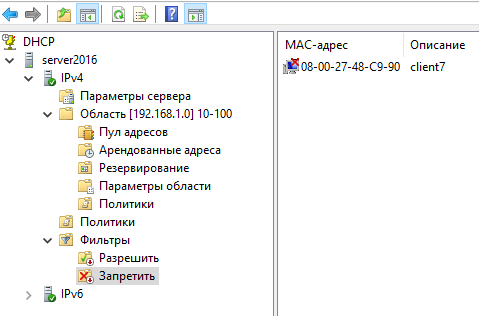 DHCP
server2016
IPv4
Параметры сервера
Область [192.168.1.0] 10-100
Пул адресов
Арендованные адреса
Резервирование
Параметры области
Политики
Политики
Фильтры
Разрешить
Запретить
IPv6
MAC-адрес Описание
08-00-27-48-C9-90 client7